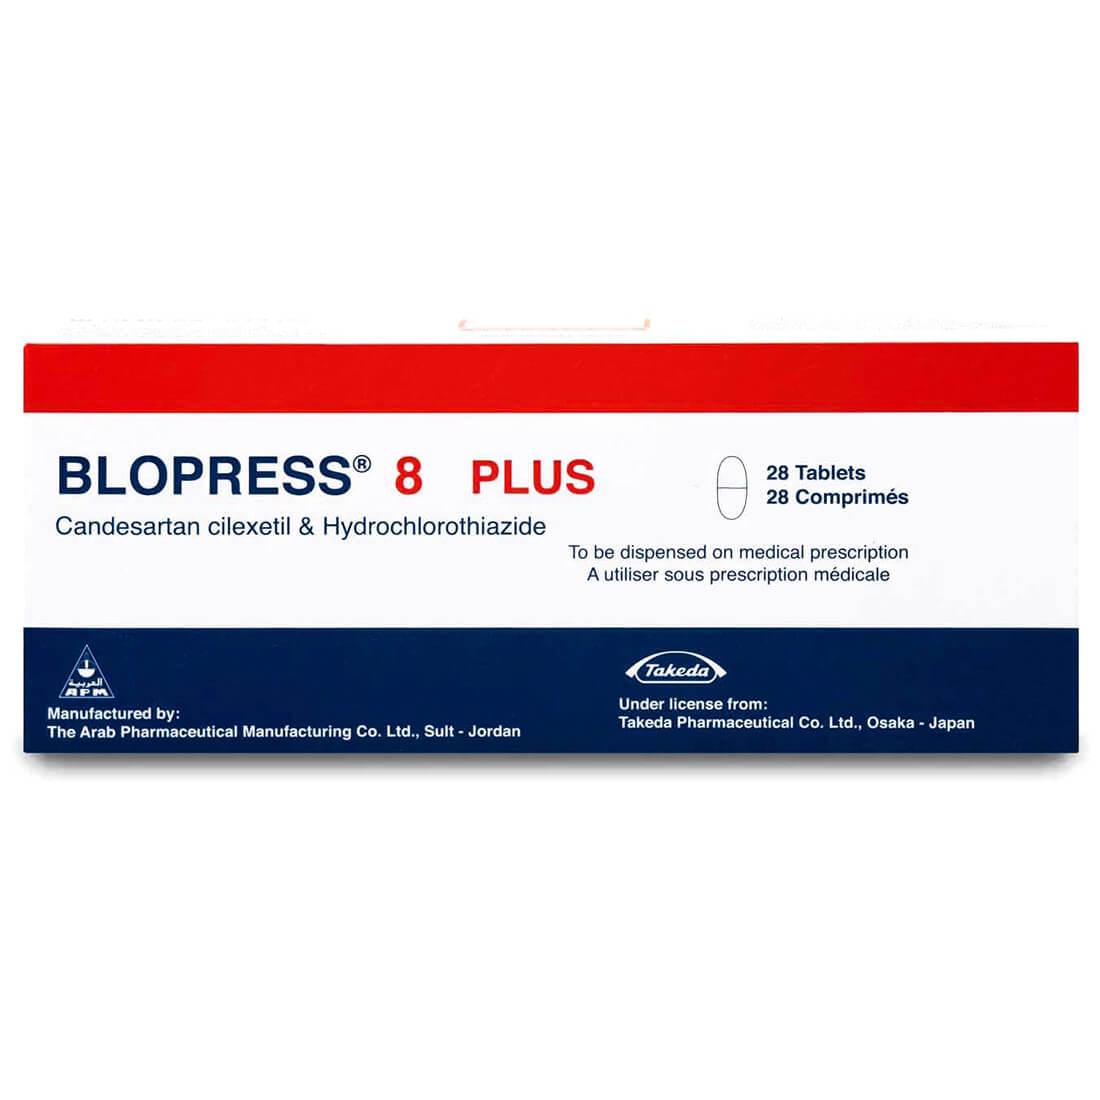 BLOPRESS® 8 PLUS
Candesartan cilexetil & Hydrochlorothiazide
28 Tablets
28 Comprimés
To be dispensed on medical prescription
A utiliser sous prescription médicale
العربية
APM
Manufactured by:
The Arab Pharmaceutical Manufacturing Co. Ltd., Sult - Jordan
Takeda
Under license from:
Takeda Pharmaceutical Co. Ltd., Osaka - Japan